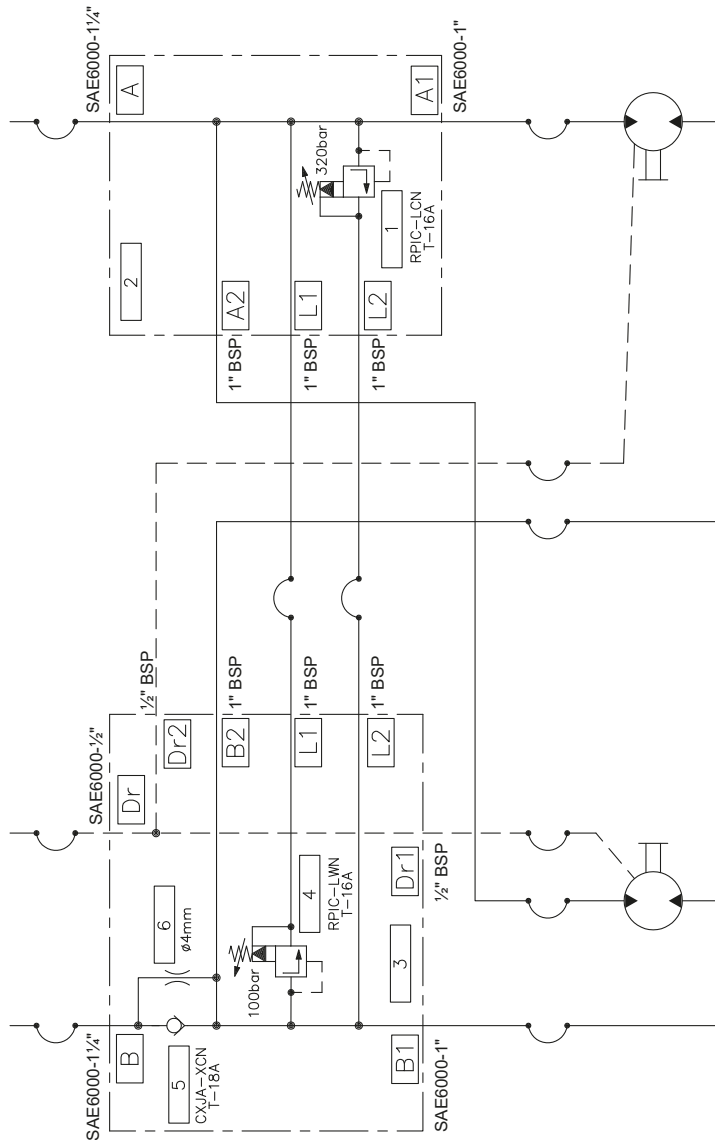 SAE6000-1¼"
A
2
320bar
1
RPIC-LCN
T-16A
A1
SAE6000-1"
A2
L1
L2
1" BSP
1" BSP
1" BSP
½" BSP
1" BSP
1" BSP
1" BSP
SAE6000-½"
Dr
Dr2
B2
L1
L2
6
ø4mm
4
RPIC-LWN
T-16A
100bar
Dr1
½" BSP
3
SAE6000-1¼"
B
5
CXJA-XCN
T-18A
B1
SAE6000-1"